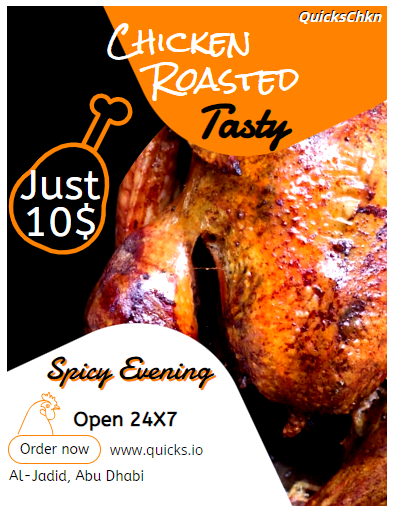 QuicksChkn
Chicken
Roasted
Tasty
Just
10$
Spicy Evening
Open 24X7
Order now
www.quicks.io
Al-Jadid, Abu Dhabi